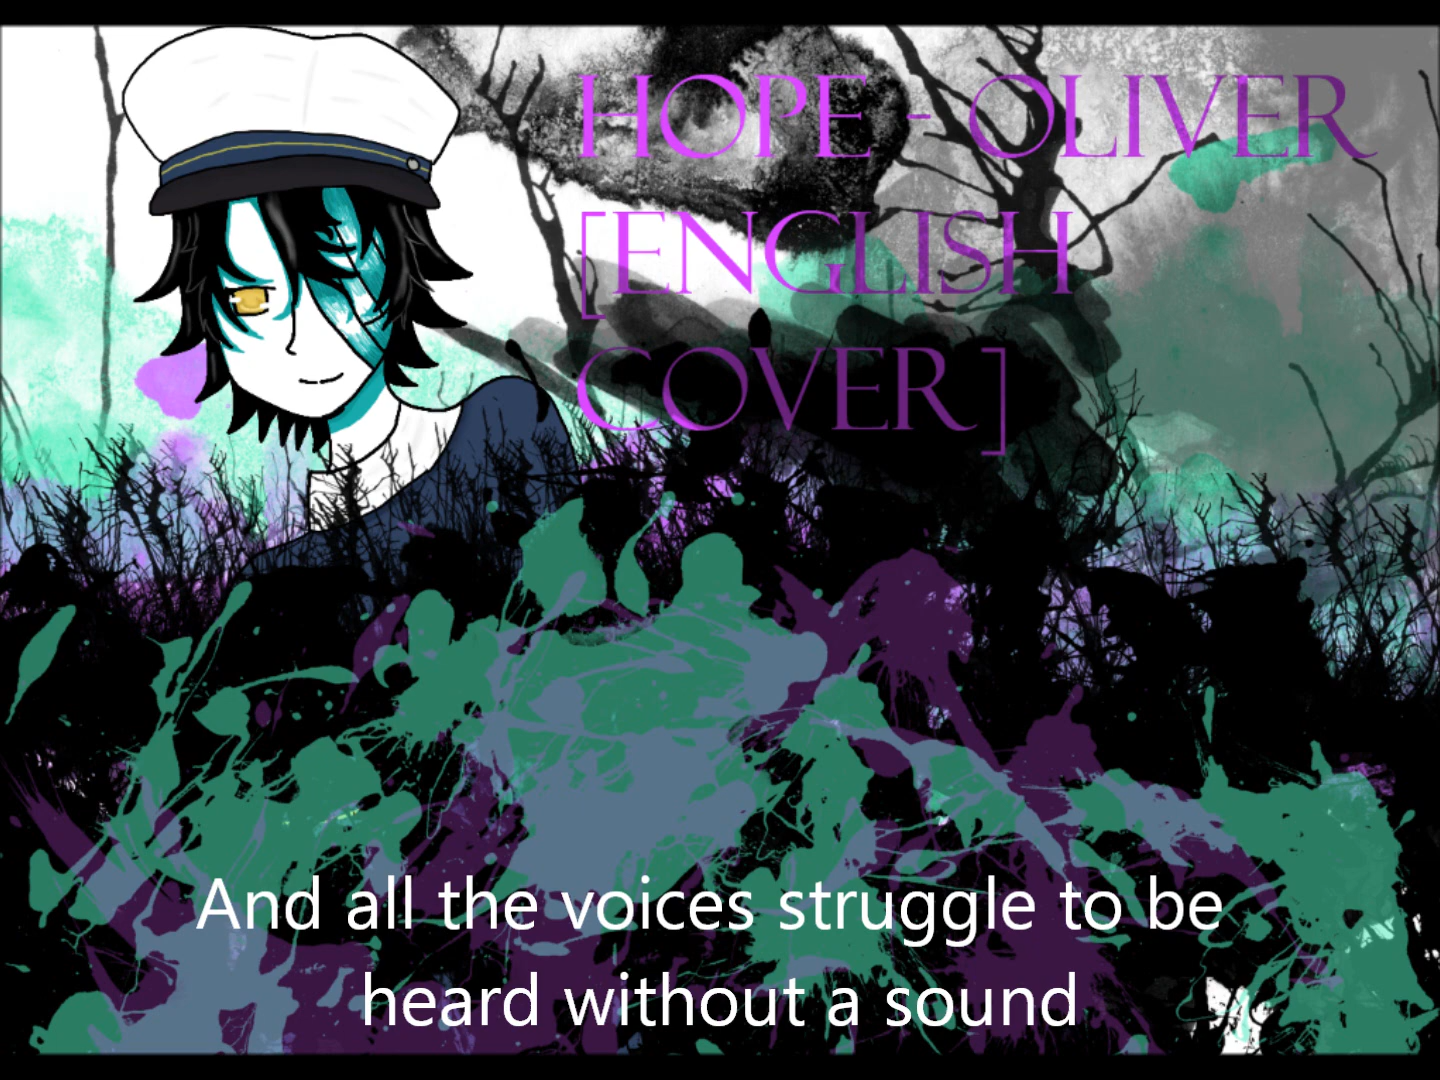 HOPE - OLIVER
[ENGLISH
COVER]
And all the voices struggle to be
heard without a sound